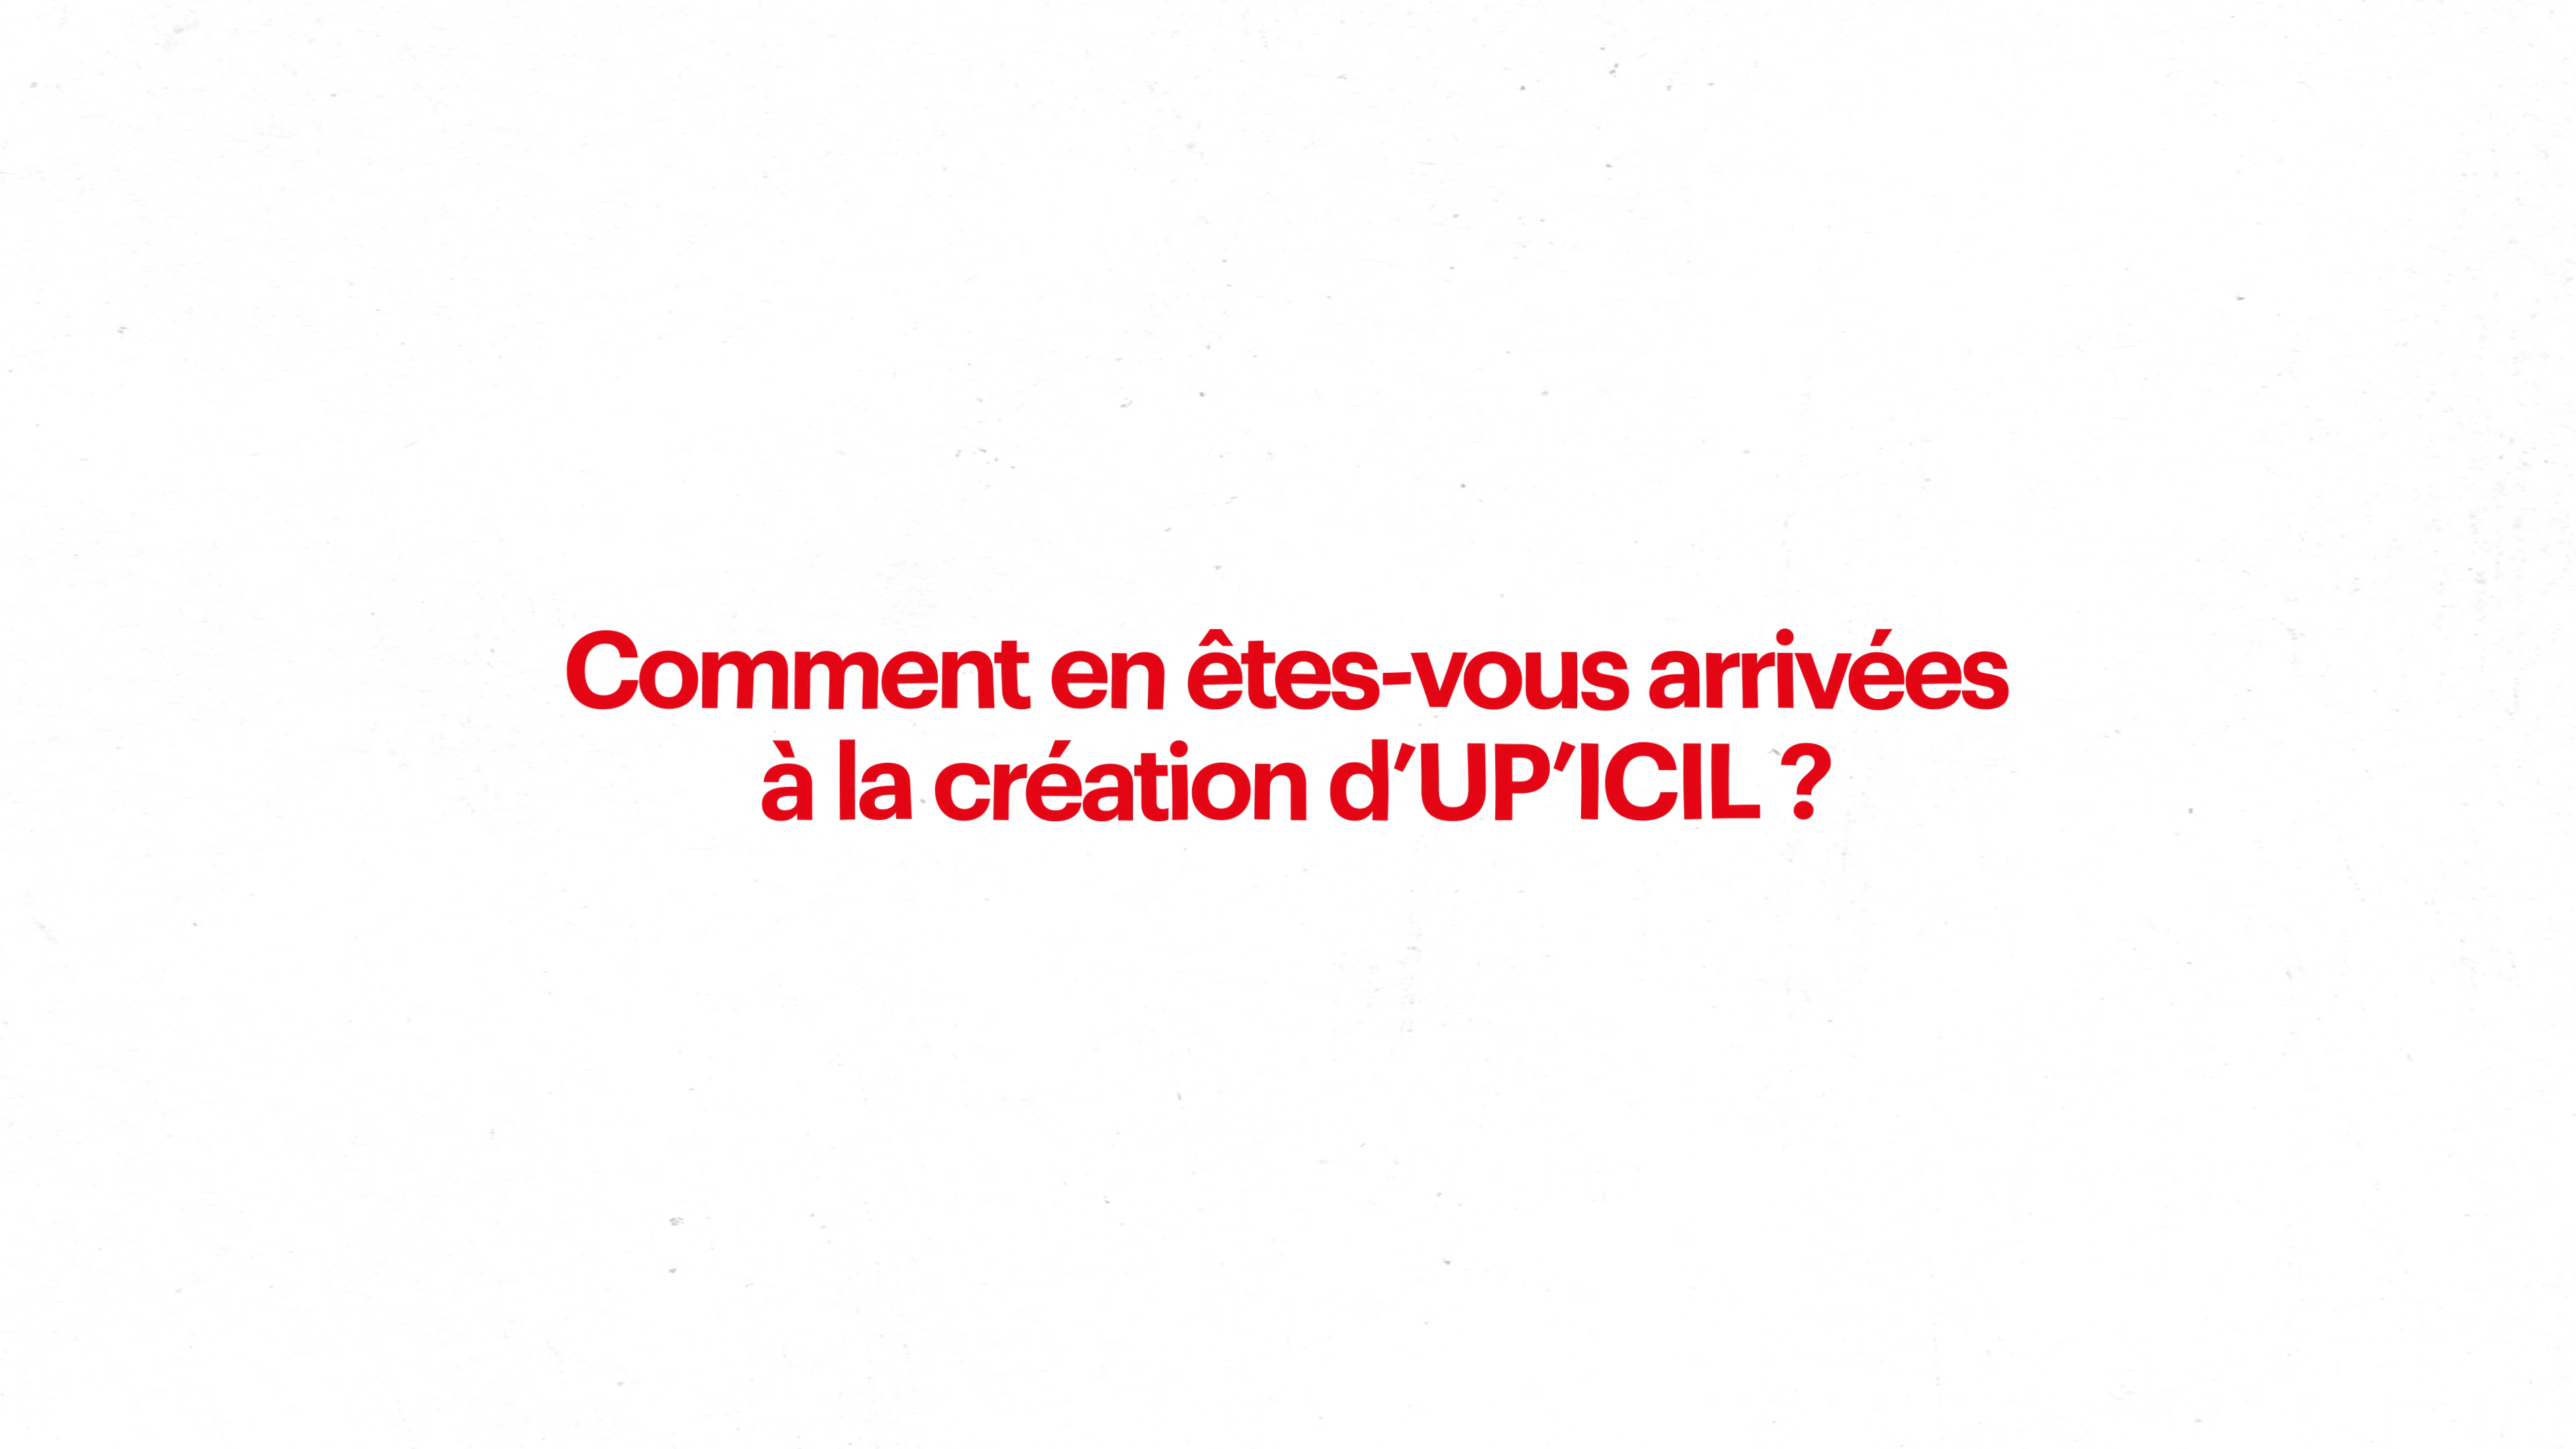 Comment en êtes-vous arrivées
à la création d’UP’ICIL ?